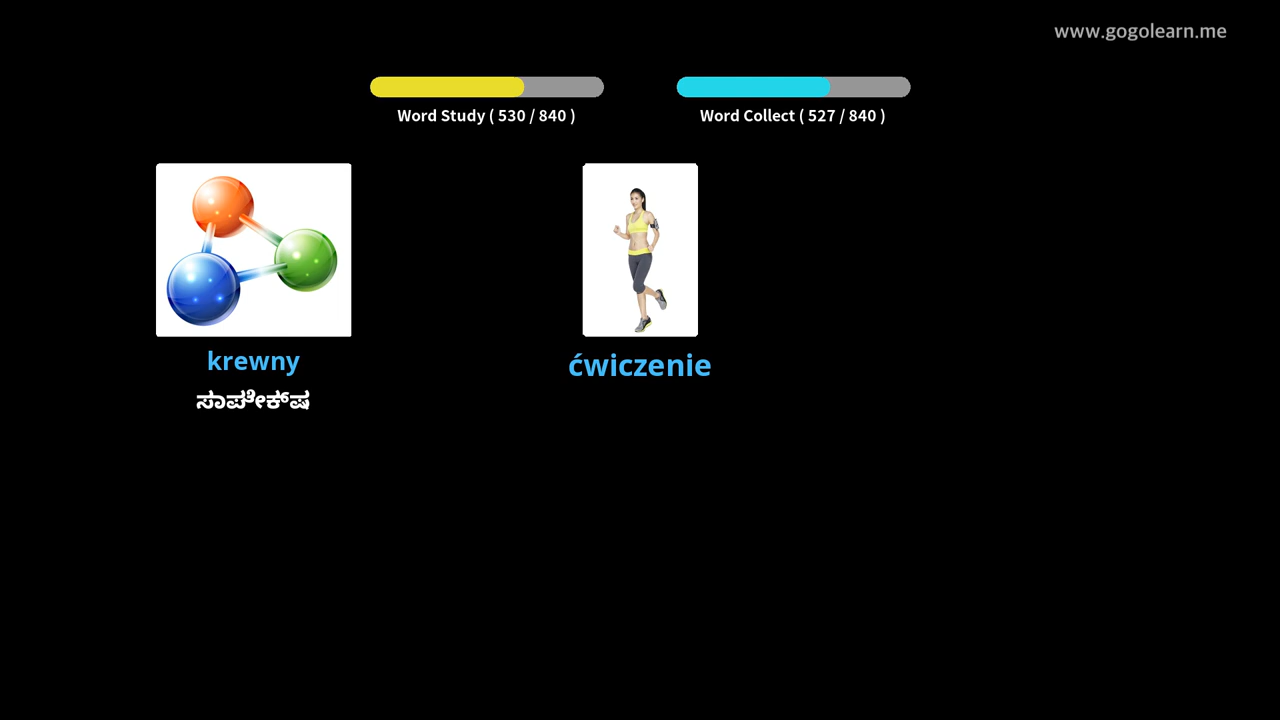 www.gogolearn.me
Word Study ( 530 / 840 )
Word Collect ( 527 / 840 )
krewny
ಸಾಪೇಕ್ಷ
ćwiczenie